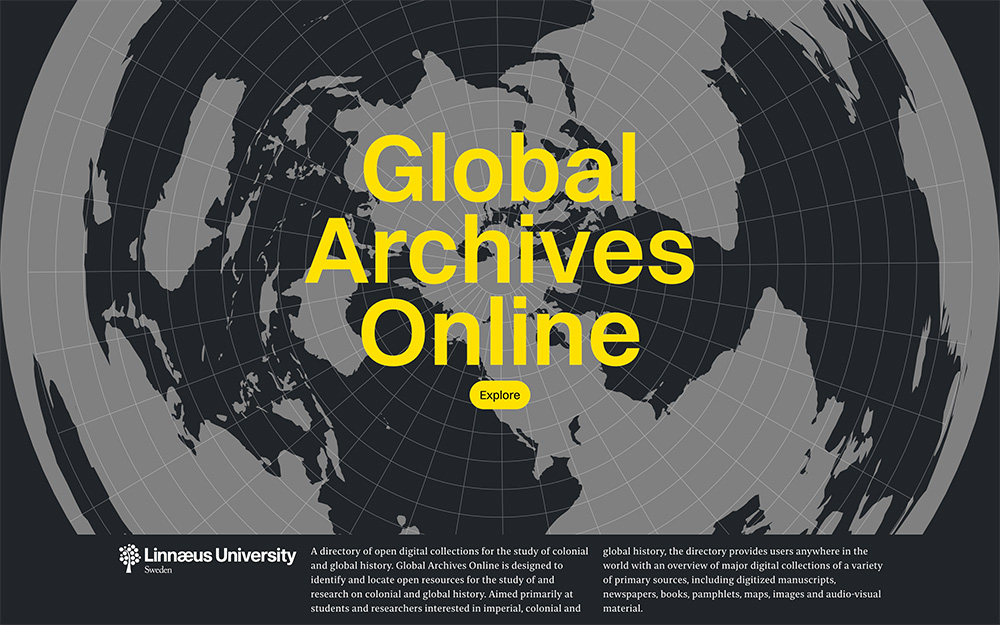 Global
Archives
Online
Explore
Linnæus University
Sweden
A directory of open digital collections for the study of colonial
and global history. Global Archives Online is designed to
identify and locate open resources for the study of and
research on colonial and global history. Aimed primarily at
students and researchers interested in imperial, colonial and
global history, the directory provides users anywhere in the
world with an overview of major digital collections of a variety
of primary sources, including digitized manuscripts,
newspapers, books, pamphlets, maps, images and audio-visual
material.